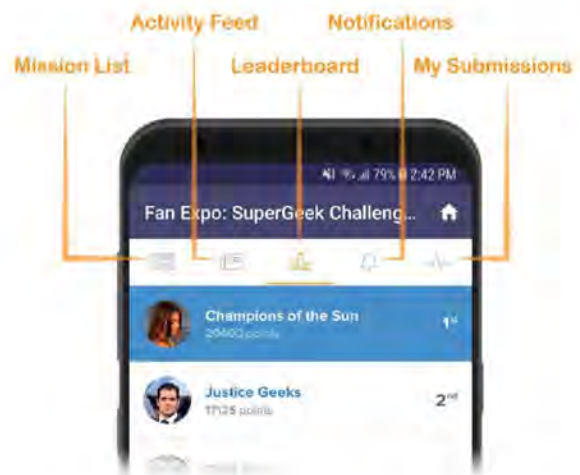 Activity Feed
Notifications
Mission List
Leaderboard
My Submissions
79% 2:42 PM
Fan Expo: SuperGeek Challeng...
Champions of the Sun
1st
points
Justice Geeks
2nd
17125 points